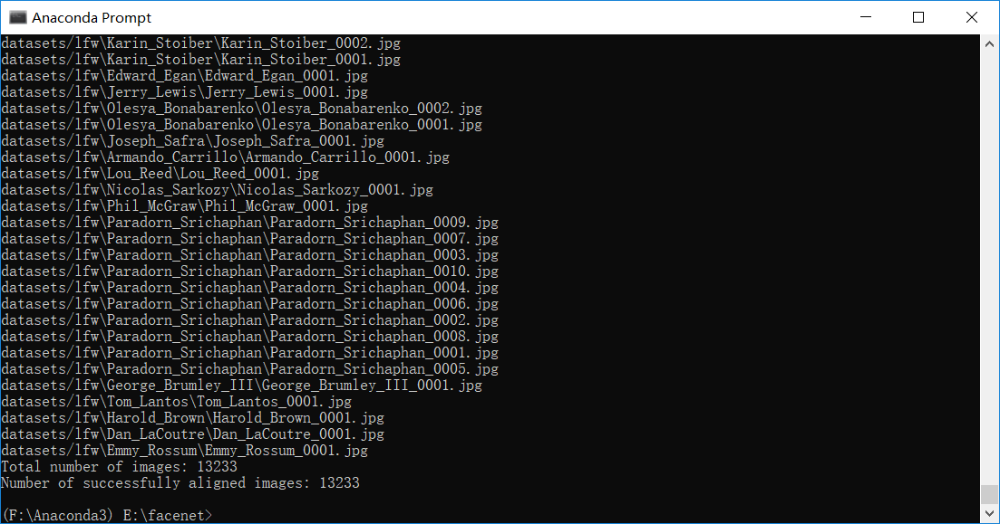 Anaconda Prompt
datasets/lfw\Karin_Stoiber\Karin_Stoiber_0002.jpg
datasets/lfw\Karin_Stoiber\Karin_Stoiber_0001.jpg
datasets/lfw\Edward_Egan\Edward_Egan_0001.jpg
datasets/lfw\Jerry_Lewis\Jerry_Lewis_0001.jpg
datasets/lfw\Olesya_Bonabarenko\Olesya_Bonabarenko_0002.jpg
datasets/lfw\Olesya_Bonabarenko\Olesya_Bonabarenko_0001.jpg
datasets/lfw\Joseph_Safra\Joseph_Safra_0001.jpg
datasets/lfw\Armando_Carrillo\Armando_Carrillo_0001.jpg
datasets/lfw\Lou_Reed\Lou_Reed_0001.jpg
datasets/lfw\Nicolas_Sarkozy\Nicolas_Sarkozy_0001.jpg
datasets/lfw\Phil_McGraw\Phil_McGraw_0001.jpg
datasets/lfw\Paradorn_Srichaphan\Paradorn_Srichaphan_0009.jpg
datasets/lfw\Paradorn_Srichaphan\Paradorn_Srichaphan_0007.jpg
datasets/lfw\Paradorn_Srichaphan\Paradorn_Srichaphan_0003.jpg
datasets/lfw\Paradorn_Srichaphan\Paradorn_Srichaphan_0010.jpg
datasets/lfw\Paradorn_Srichaphan\Paradorn_Srichaphan_0004.jpg
datasets/lfw\Paradorn_Srichaphan\Paradorn_Srichaphan_0006.jpg
datasets/lfw\Paradorn_Srichaphan\Paradorn_Srichaphan_0002.jpg
datasets/lfw\Paradorn_Srichaphan\Paradorn_Srichaphan_0008.jpg
datasets/lfw\Paradorn_Srichaphan\Paradorn_Srichaphan_0001.jpg
datasets/lfw\Paradorn_Srichaphan\Paradorn_Srichaphan_0005.jpg
datasets/lfw\George_Brumley_III\George_Brumley_III_0001.jpg
datasets/lfw\Tom_Lantos\Tom_Lantos_0001.jpg
datasets/lfw\Harold_Brown\Harold_Brown_0001.jpg
datasets/lfw\Dan_LaCoutre\Dan_LaCoutre_0001.jpg
datasets/lfw\Emmy_Rossum\Emmy_Rossum_0001.jpg
Total number of images: 13233
Number of successfully aligned images: 13233
(F:\Anaconda3) E:\facenet>